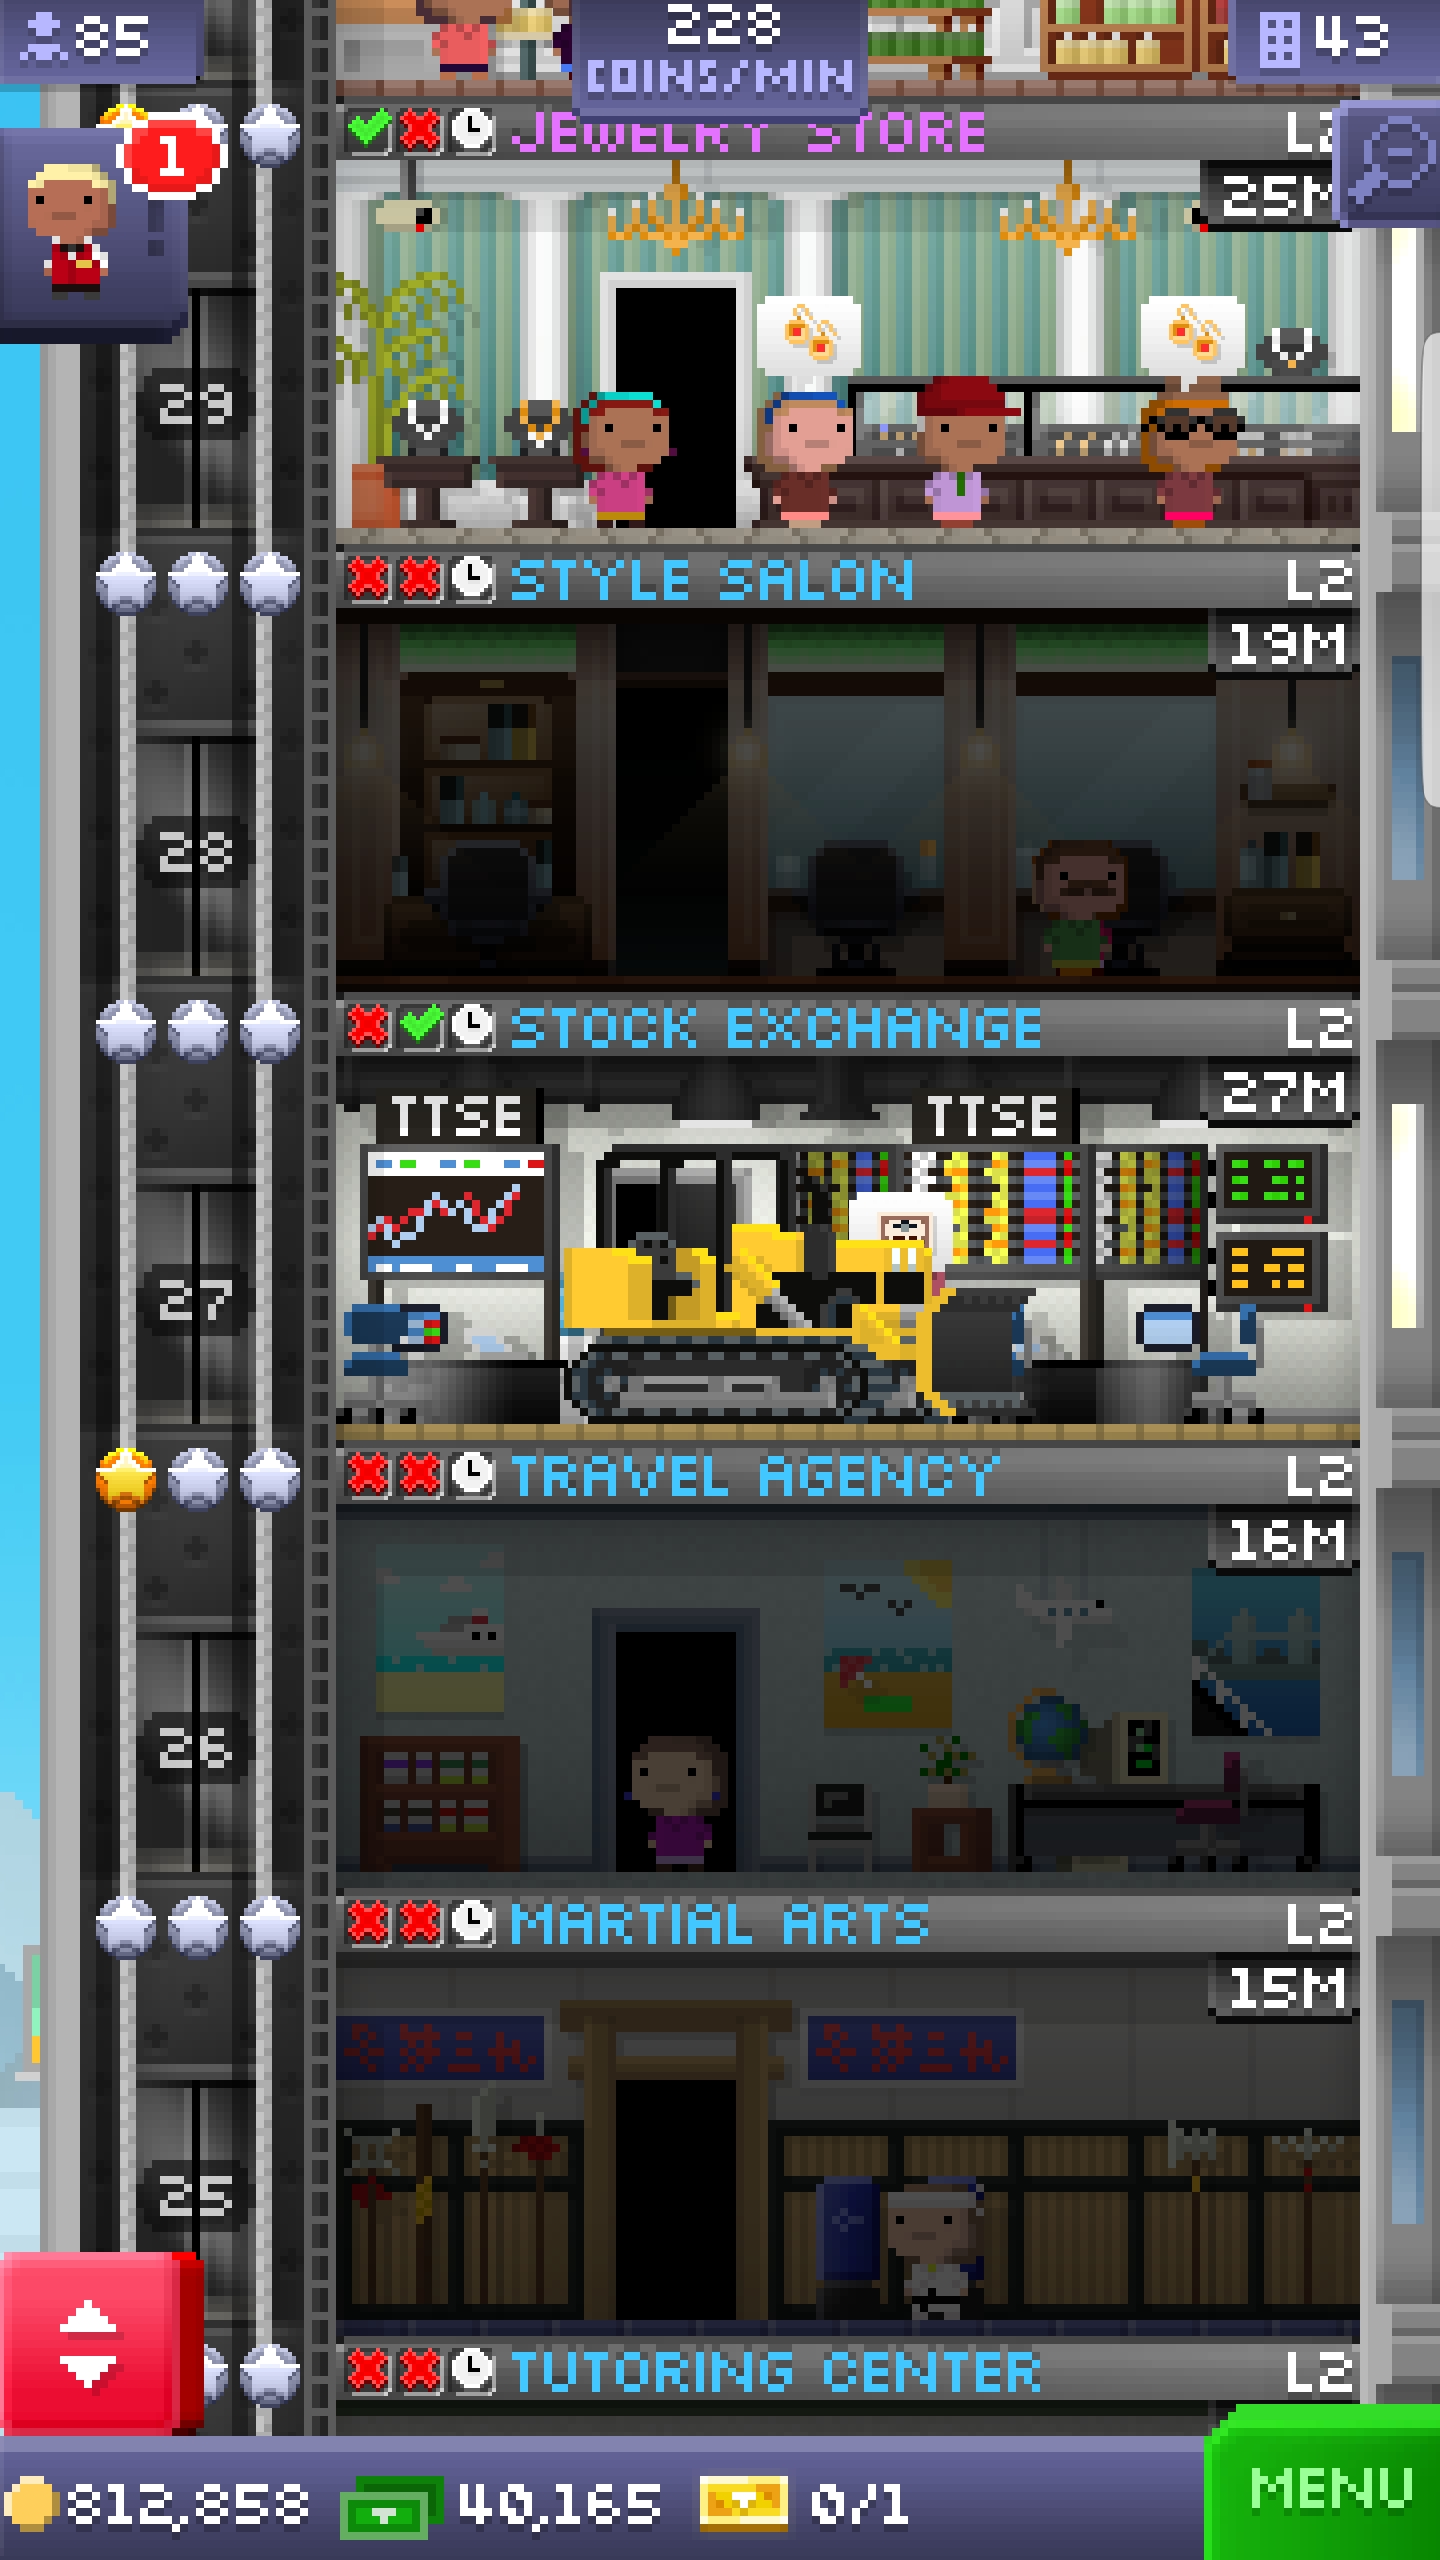 85
228
COINS/MIN
43
1
JEWELRY STORE
L2
25M
29
STYLE SALON
L2
19M
28
STOCK EXCHANGE
L2
27M
TTSE
TTSE
27
TRAVEL AGENCY
L2
16M
26
MARTIAL ARTS
L2
15M
25
TUTORING CENTER
L2
812,858
40,165
0/1
MENU